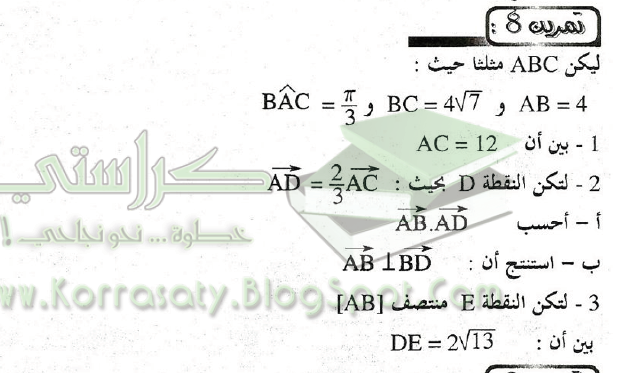 تمرين 8 :
ليكن ABC مثلثا حيث :
AB = 4 و BC = 4√7 و BÂC = π/3
1 - بين أن AC = 12
2 - لتكن النقطة D بحيث : AD→ = 2/3 AC→
أ – أحسب AB→.AD→
ب – استنتج أن : AB→ ⊥ BD→
3 - لتكن النقطة E منتصف [AB]
بين أن : DE = 2√13
كراستي
خطوة... نحو نجاحي !
www.Korrasaty.BlogSpot.Com